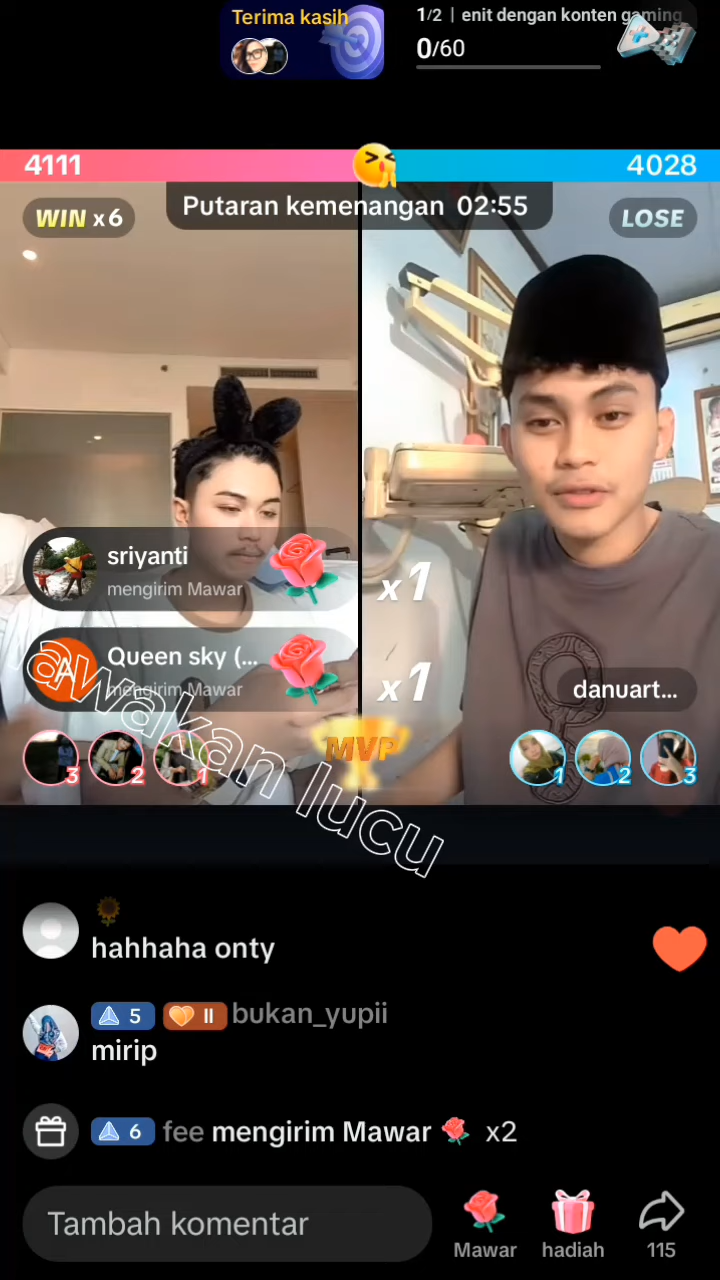 Terima kasih
1/2 | enit dengan konten gaming
0/60
4111
4028
WIN x6
Putaran kemenangan 02:55
LOSE
sriyanti
mengirim Mawar
x1
Queen sky (...
mengirim Mawar
x1
A
awakan lucu
danuart...
MVP
3
2
1
1
2
3
hahhaha onty
5
II
bukan_yupii
mirip
6
fee mengirim Mawar x2
Tambah komentar
Mawar
hadiah
115